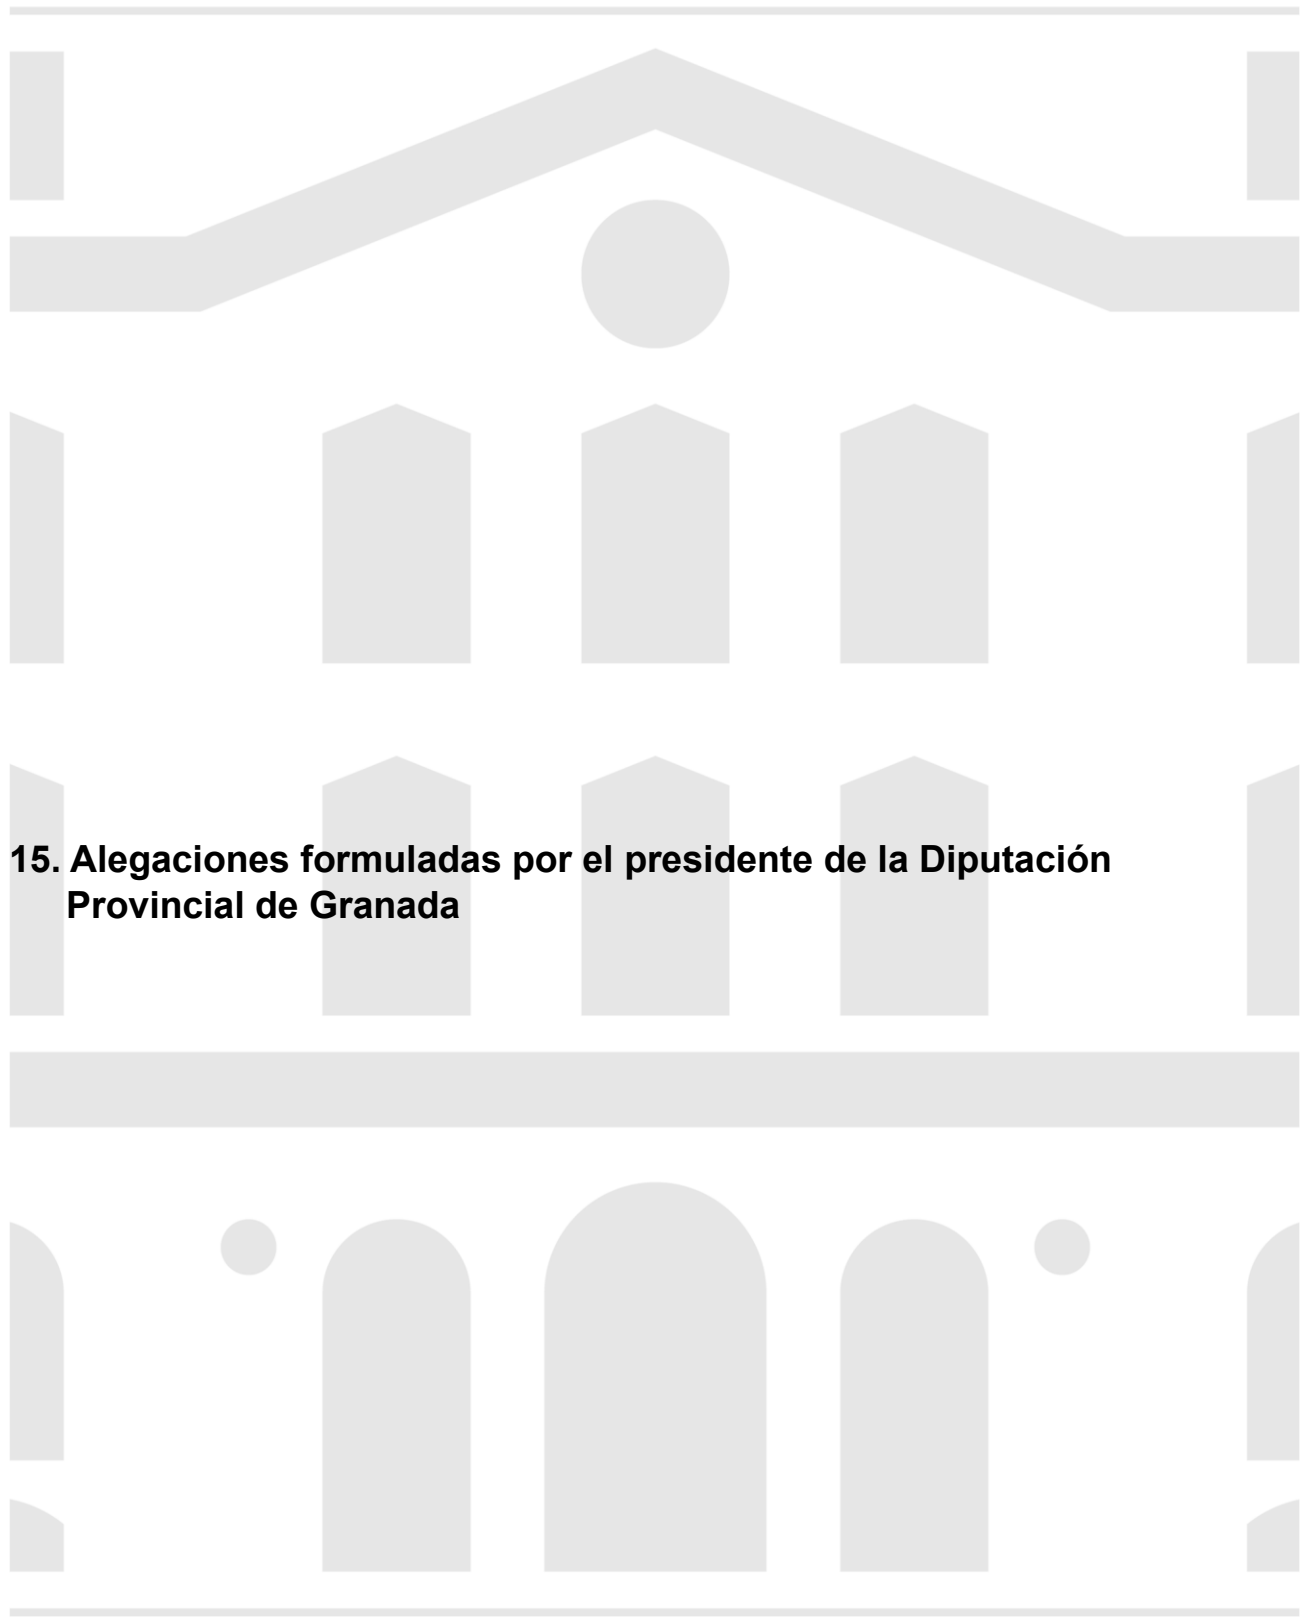 15. Alegaciones formuladas por el presidente de la Diputación
Provincial de Granada